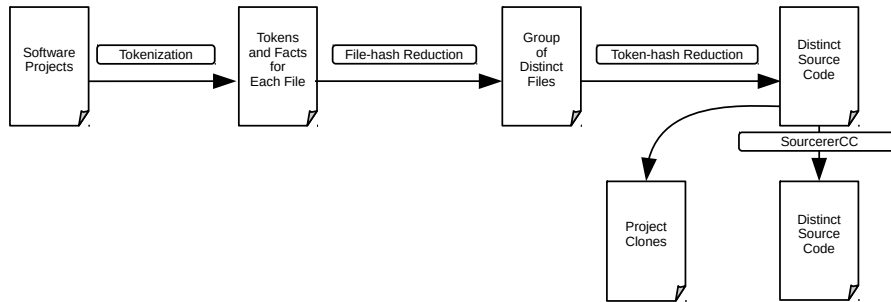 Software
Projects
Tokenization
Tokens
and Facts
for
Each File
File-hash Reduction
Group
of
Distinct
Files
Token-hash Reduction
Distinct
Source
Code
SourcererCC
Project
Clones
Distinct
Source
Code